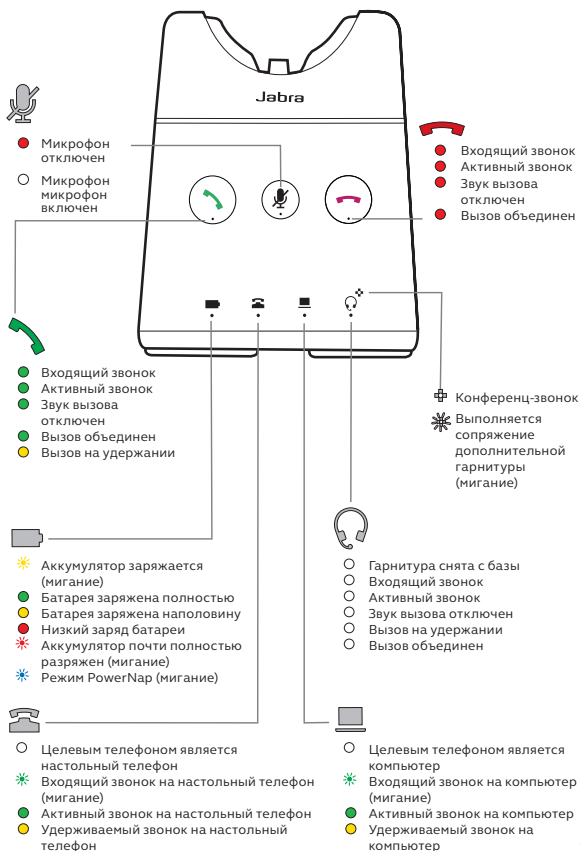 Jabra
Микрофон
отключен
Микрофон
микрофон
включен
Входящий звонок
Активный звонок
Звук вызова
отключен
Вызов объединен
Входящий звонок
Активный звонок
Звук вызова
отключен
Вызов объединен
Вызов на удержании
Конференц-звонок
Выполняется
сопряжение
дополнительной
гарнитуры
(мигание)
Аккумулятор заряжается
(мигание)
Батарея заряжена полностью
Батарея заряжена наполовину
Низкий заряд батареи
Аккумулятор почти полностью
разряжен (мигание)
Режим PowerNap (мигание)
Гарнитура снята с базы
Входящий звонок
Активный звонок
Звук вызова отключен
Вызов на удержании
Вызов объединен
Целевым телефоном является
настольный телефон
Входящий звонок на настольный телефон
(мигание)
Активный звонок на настольный телефон
Удерживаемый звонок на настольный
телефон
Целевым телефоном является
компьютер
Входящий звонок на компьютер
(мигание)
Активный звонок на компьютер
Удерживаемый звонок на
компьютер